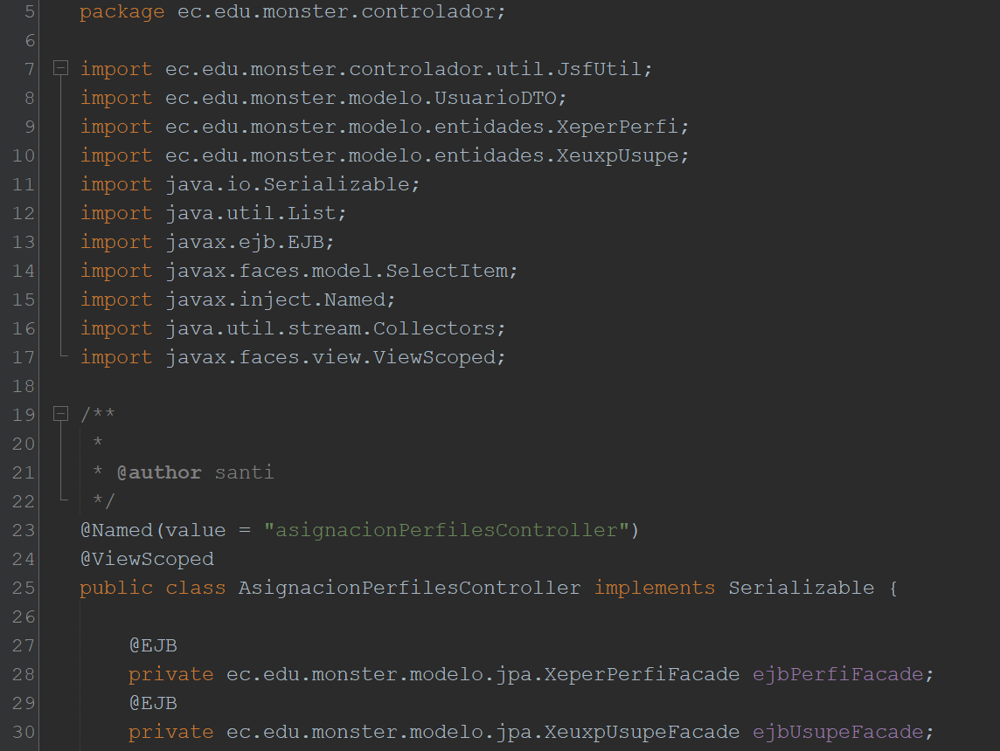 5 package ec.edu.monster.controlador;
6
7 import ec.edu.monster.controlador.util.JsfUtil;
8 import ec.edu.monster.modelo.UsuarioDTO;
9 import ec.edu.monster.modelo.entidades.XeperPerfi;
10 import ec.edu.monster.modelo.entidades.XeuxpUsupe;
11 import java.io.Serializable;
12 import java.util.List;
13 import javax.ejb.EJB;
14 import javax.faces.model.SelectItem;
15 import javax.inject.Named;
16 import java.util.stream.Collectors;
17 import javax.faces.view.ViewScoped;
18
19 /**
20  *
21  * @author santi
22  */
23 @Named(value = "asignacionPerfilesController")
24 @ViewScoped
25 public class AsignacionPerfilesController implements Serializable {
26
27     @EJB
28     private ec.edu.monster.modelo.jpa.XeperPerfiFacade ejbPerfiFacade;
29     @EJB
30     private ec.edu.monster.modelo.jpa.XeuxpUsupeFacade ejbUsupeFacade;